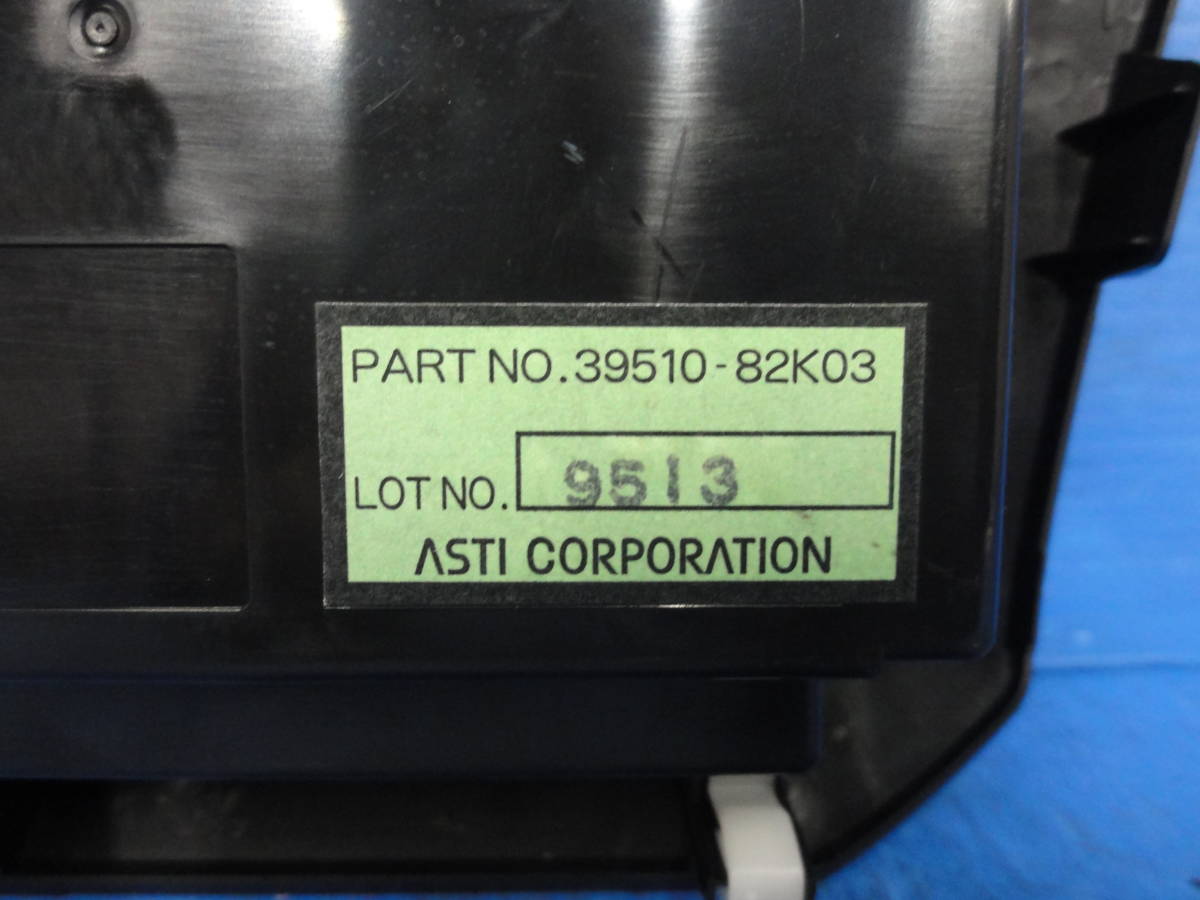 PART NO.39510-82K03
LOT NO. 9513
ASTI CORPORATION